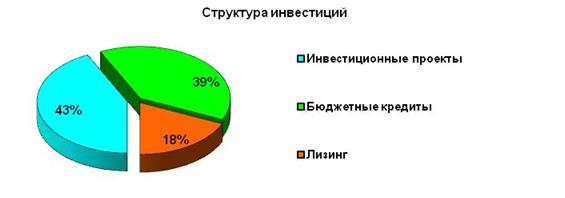 Структура инвестиций
39%
43%
18%
Инвестиционные проекты
Бюджетные кредиты
Лизинг